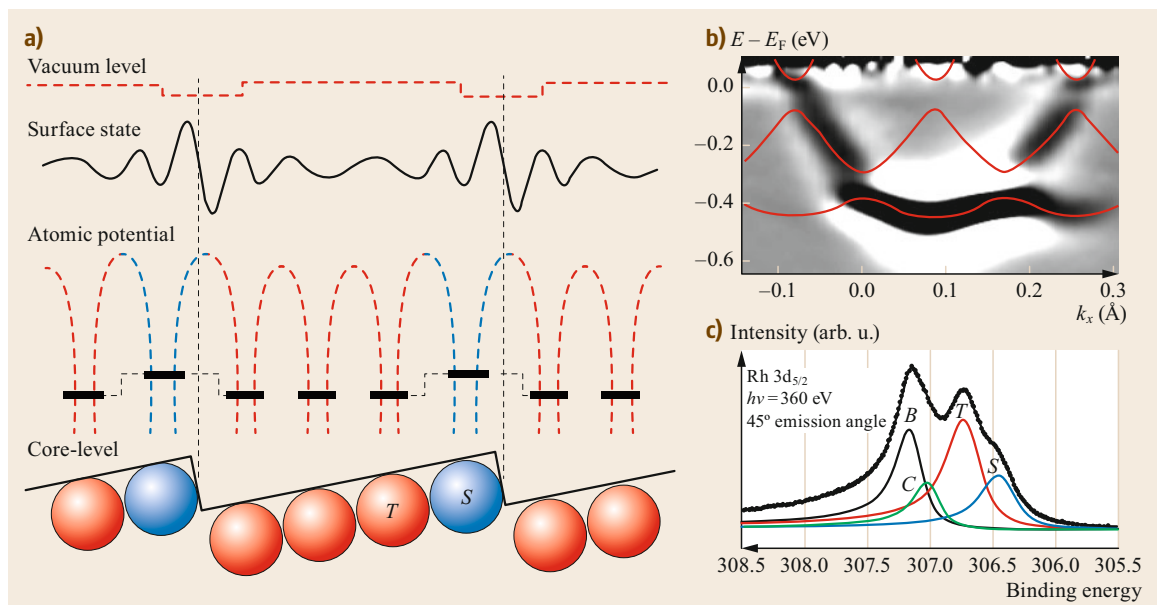 a)
Vacuum level
Surface state
Atomic potential
Core-level
T
S
b) E – E_F (eV)
0.0
–0.2
–0.4
–0.6
–0.1 0.0 0.1 0.2 0.3
k_x (Å)
c) Intensity (arb. u.)
Rh 3d_{5/2}
hν = 360 eV
45° emission angle
B
T
S
C
308.5 308.0 307.5 307.0 306.5 306.0 305.5
Binding energy